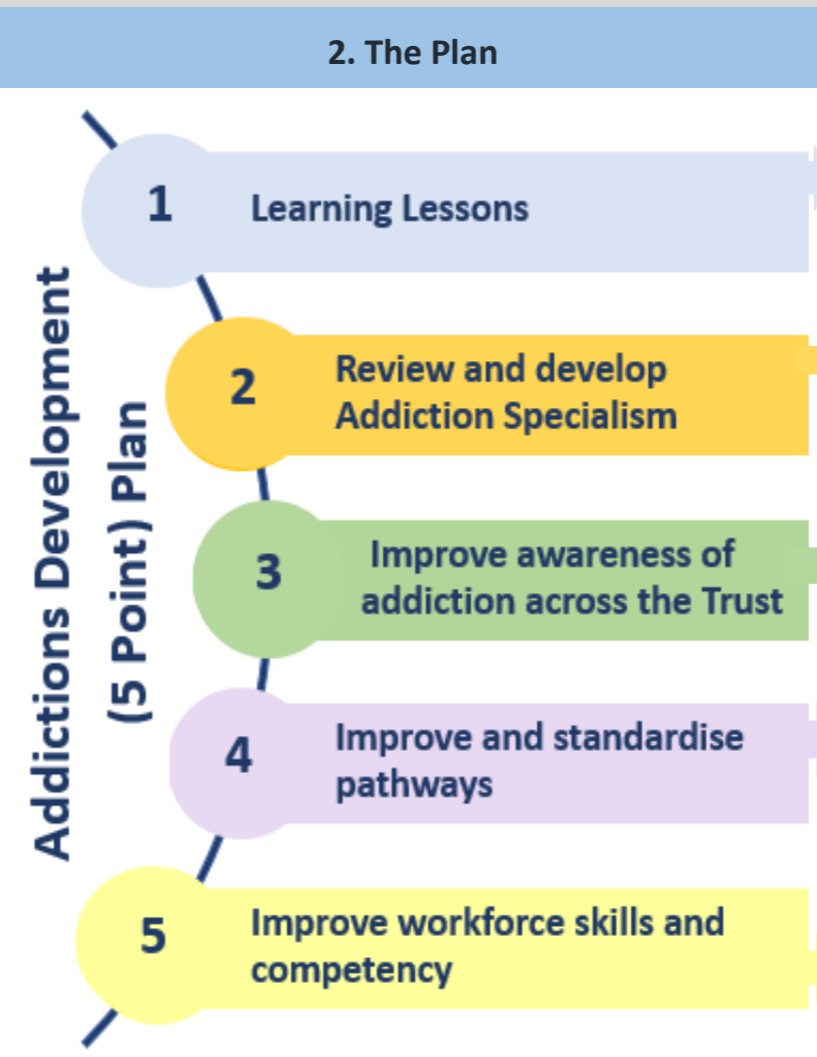 2. The Plan
Addictions Development
(5 Point) Plan
1
Learning Lessons
2
Review and develop
Addiction Specialism
3
Improve awareness of
addiction across the Trust
4
Improve and standardise
pathways
5
Improve workforce skills and
competency